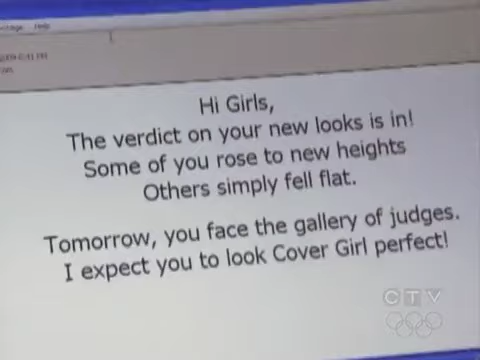 Help
Hi Girls,
The verdict on your new looks is in!
Some of you rose to new heights
Others simply fell flat.
Tomorrow, you face the gallery of judges.
I expect you to look Cover Girl perfect!
CTV